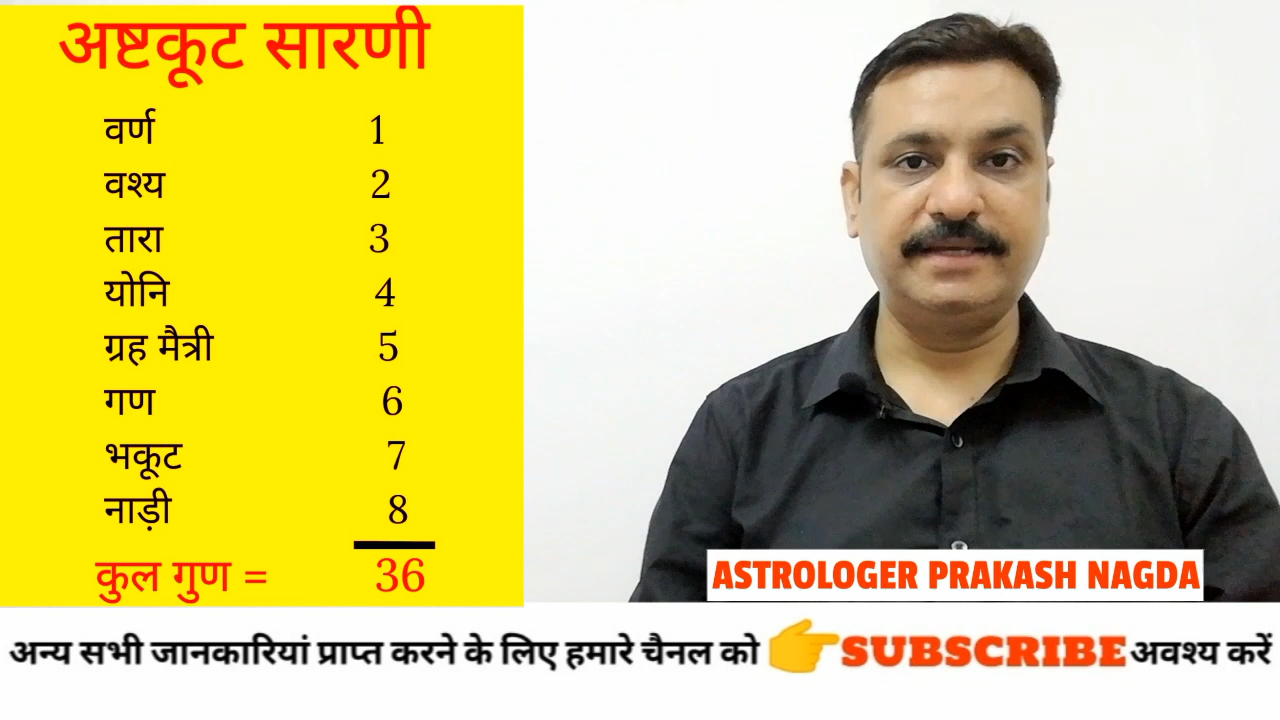 अष्टकूट सारणी
वर्ण 1
वश्य 2
तारा 3
योनि 4
ग्रह मैत्री 5
गण 6
भकूट 7
नाड़ी 8
कुल गुण = 36
ASTROLOGER PRAKASH NAGDA
अन्य सभी जानकारियां प्राप्त करने के लिए हमारे चैनल को 👉SUBSCRIBE अवश्य करें